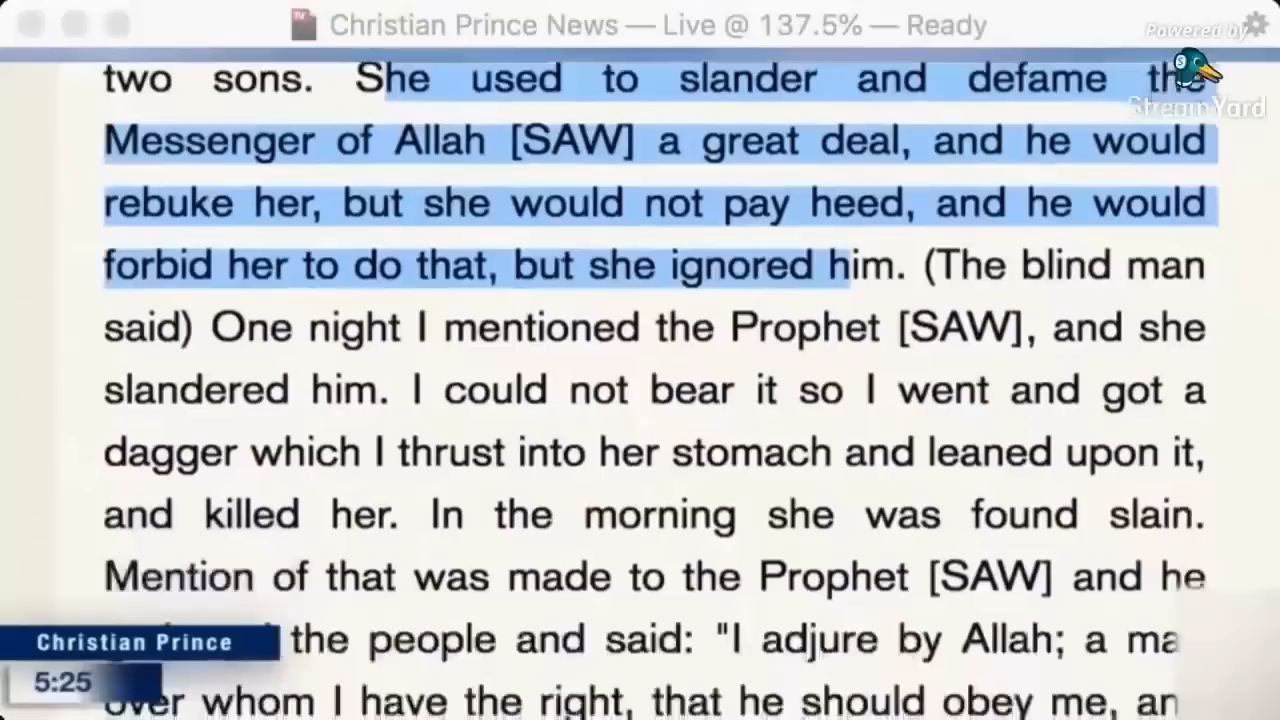 Christian Prince News — Live @ 137.5% — Ready
Powered by
StreamYard
two sons. She used to slander and defame the
Messenger of Allah [SAW] a great deal, and he would
rebuke her, but she would not pay heed, and he would
forbid her to do that, but she ignored him. (The blind man
said) One night I mentioned the Prophet [SAW], and she
slandered him. I could not bear it so I went and got a
dagger which I thrust into her stomach and leaned upon it,
and killed her. In the morning she was found slain.
Mention of that was made to the Prophet [SAW] and he
the people and said: "I adjure by Allah; a ma
over whom I have the right, that he should obey me, an
Christian Prince
5:25